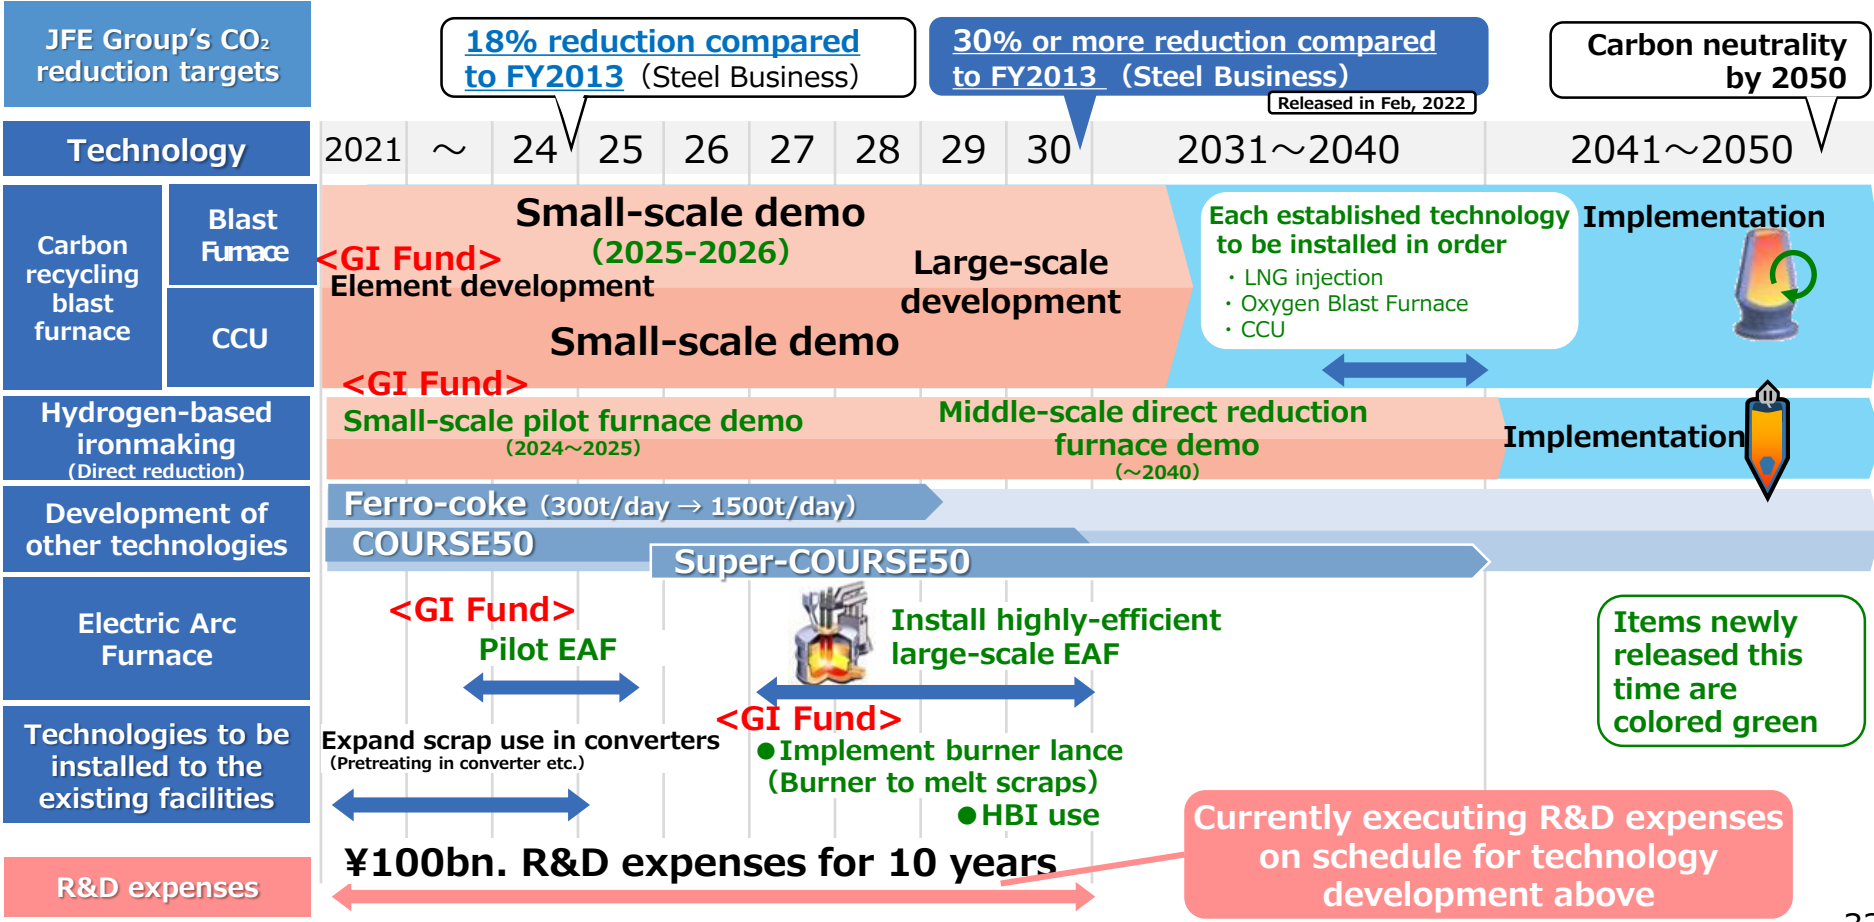 JFE Group's CO₂
reduction targets
18% reduction compared
to FY2013（Steel Business）
30% or more reduction compared
to FY2013（Steel Business）
Released in Feb, 2022
Carbon neutrality
by 2050
Technology
2021 ～ 24 25 26 27 28 29 30 2031～2040 2041～2050
Carbon
recycling
blast
furnace
Blast
Furnace
CCU
Small-scale demo
（2025-2026）
<GI Fund>
Element development
Large-scale
development
Small-scale demo
Each established technology
to be installed in order
・ LNG injection
・ Oxygen Blast Furnace
・ CCU
Implementation
<GI Fund>
Hydrogen-based
ironmaking
(Direct reduction)
Small-scale pilot furnace demo
（2024～2025）
Middle-scale direct reduction
furnace demo
（～2040）
Implementation
Development of
other technologies
Ferro-coke（300t/day → 1500t/day）
COURSE50
Super-COURSE50
Electric Arc
Furnace
<GI Fund>
Pilot EAF
Install highly-efficient
large-scale EAF
Items newly
released this
time are
colored green
Technologies to be
installed to the
existing facilities
Expand scrap use in converters
（Pretreating in converter etc.）
<GI Fund>
●Implement burner lance
（Burner to melt scraps）
●HBI use
R&D expenses
¥100bn. R&D expenses for 10 years
Currently executing R&D expenses
on schedule for technology
development above